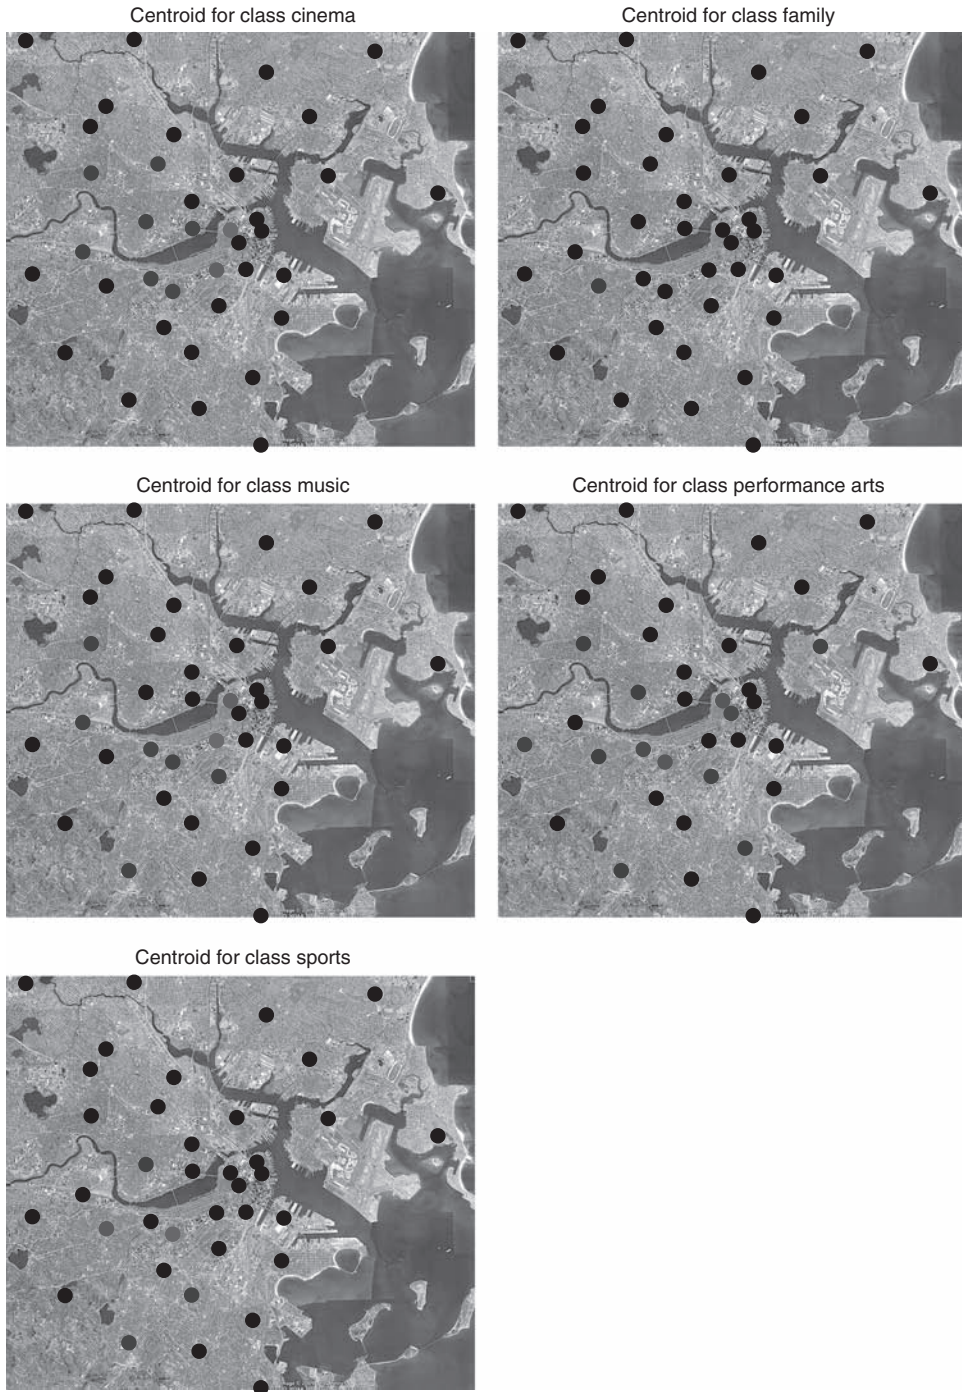 Centroid for class cinema
Centroid for class family
Centroid for class music
Centroid for class performance arts
Centroid for class sports